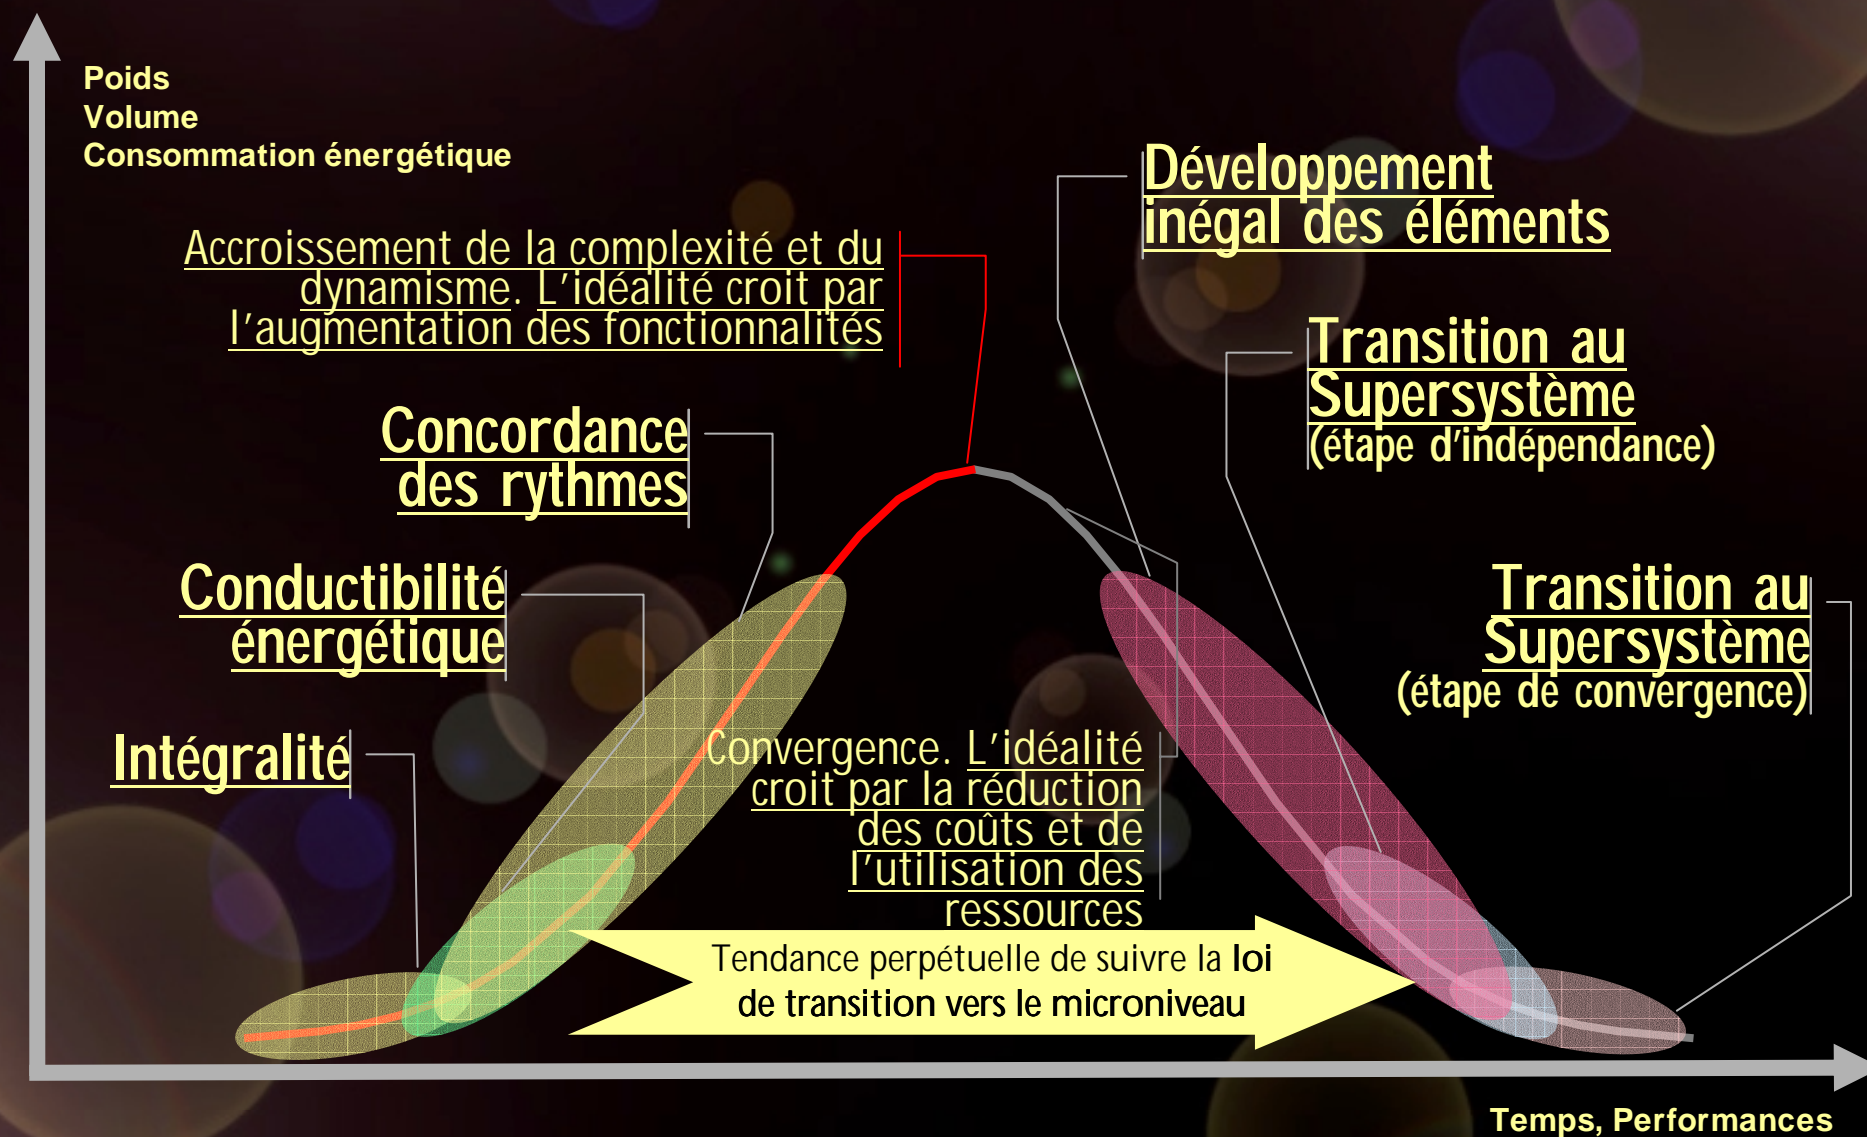 Poids
Volume
Consommation énergétique
Développement
inégal des éléments
Accroissement de la complexité et du
dynamisme. L'idéalité croit par
l'augmentation des fonctionnalités
Transition au
Supersystème
(étape d'indépendance)
Concordance
des rythmes
Conductibilité
énergétique
Transition au
Supersystème
(étape de convergence)
Intégralité
Convergence. L'idéalité
croit par la réduction
des coûts et de
l'utilisation des
ressources
Tendance perpétuelle de suivre la loi
de transition vers le microniveau
Temps, Performances